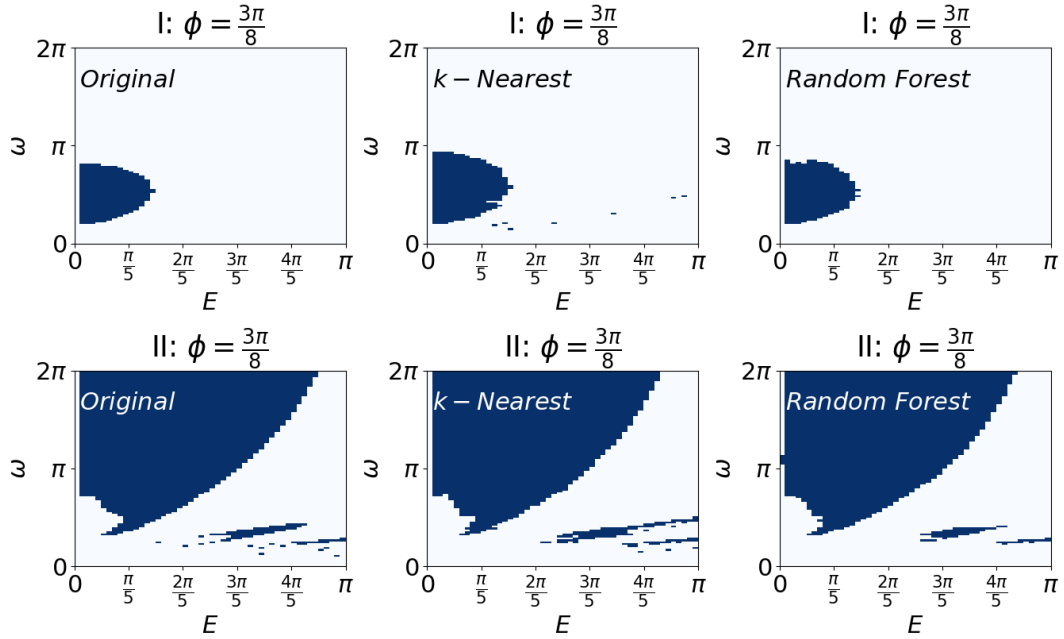 I: ϕ = 3π/8
I: ϕ = 3π/8
I: ϕ = 3π/8
2π
Original
π
ω
0
0 π/5 2π/5 3π/5 4π/5 π
E
2π
k − Nearest
π
ω
0
0 π/5 2π/5 3π/5 4π/5 π
E
2π
Random Forest
π
ω
0
0 π/5 2π/5 3π/5 4π/5 π
E
II: ϕ = 3π/8
II: ϕ = 3π/8
II: ϕ = 3π/8
2π
Original
π
ω
0
0 π/5 2π/5 3π/5 4π/5 π
E
2π
k − Nearest
π
ω
0
0 π/5 2π/5 3π/5 4π/5 π
E
2π
Random Forest
π
ω
0
0 π/5 2π/5 3π/5 4π/5 π
E